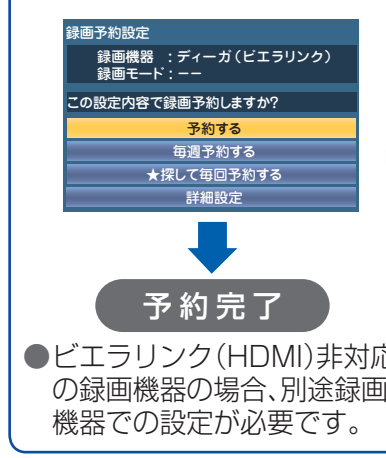 録画予約設定
録画機器 :ディーガ(ビエラリンク)
録画モード:−−
この設定内容で録画予約しますか?
予約する
毎週予約する
★探して毎回予約する
詳細設定
予約完了
●ビエラリンク(HDMI)非対応
の録画機器の場合、別途録画
機器での設定が必要です。